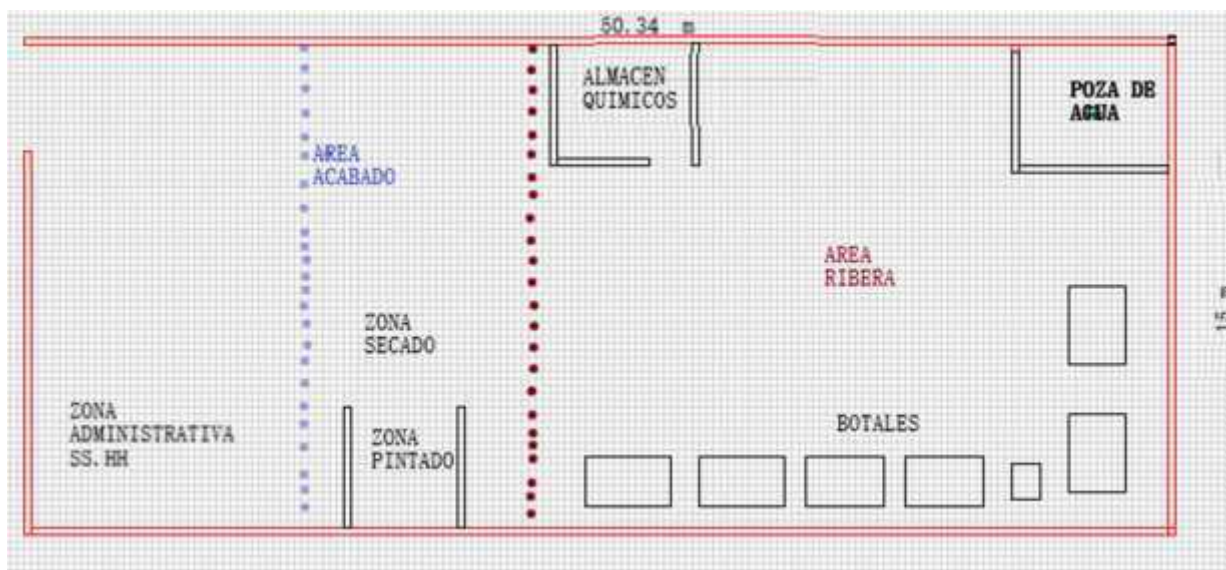 50.34 m
ALMACEN
QUIMICOS
POZA DE
AGUA
AREA
ACABADO
AREA
RIBERA
15 m
ZONA
SECADO
ZONA
ADMINISTRATIVA
SS.HH
ZONA
PINTADO
BOTALES